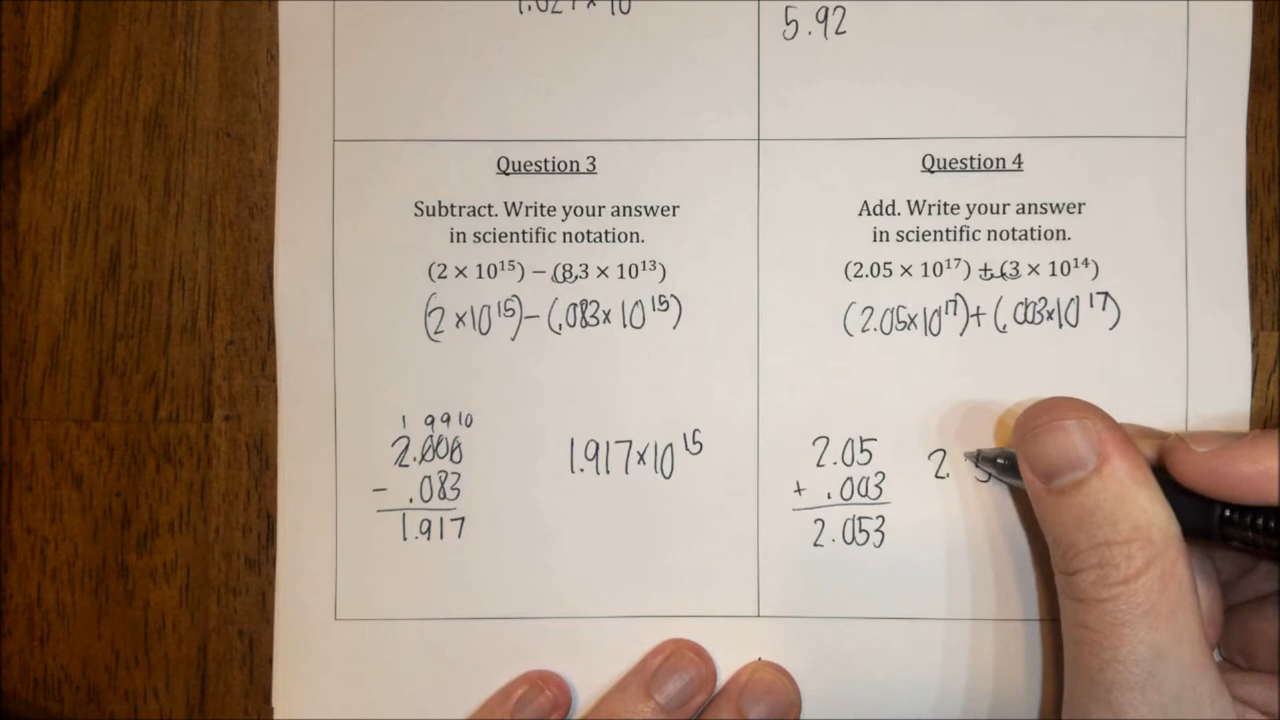 5.92
Question 3
Subtract. Write your answer
in scientific notation.
(2 × 10¹⁵) − (8.3 × 10¹³)
(2 × 10¹⁵) − (.083 × 10¹⁵)
1 9 9 10
2.000
− .083
1.917
1.917 × 10¹⁵
Question 4
Add. Write your answer
in scientific notation.
(2.05 × 10¹⁷) + (3 × 10¹⁴)
(2.05 × 10¹⁷) + (.003 × 10¹⁷)
2.05
+ .003
2.053
2.